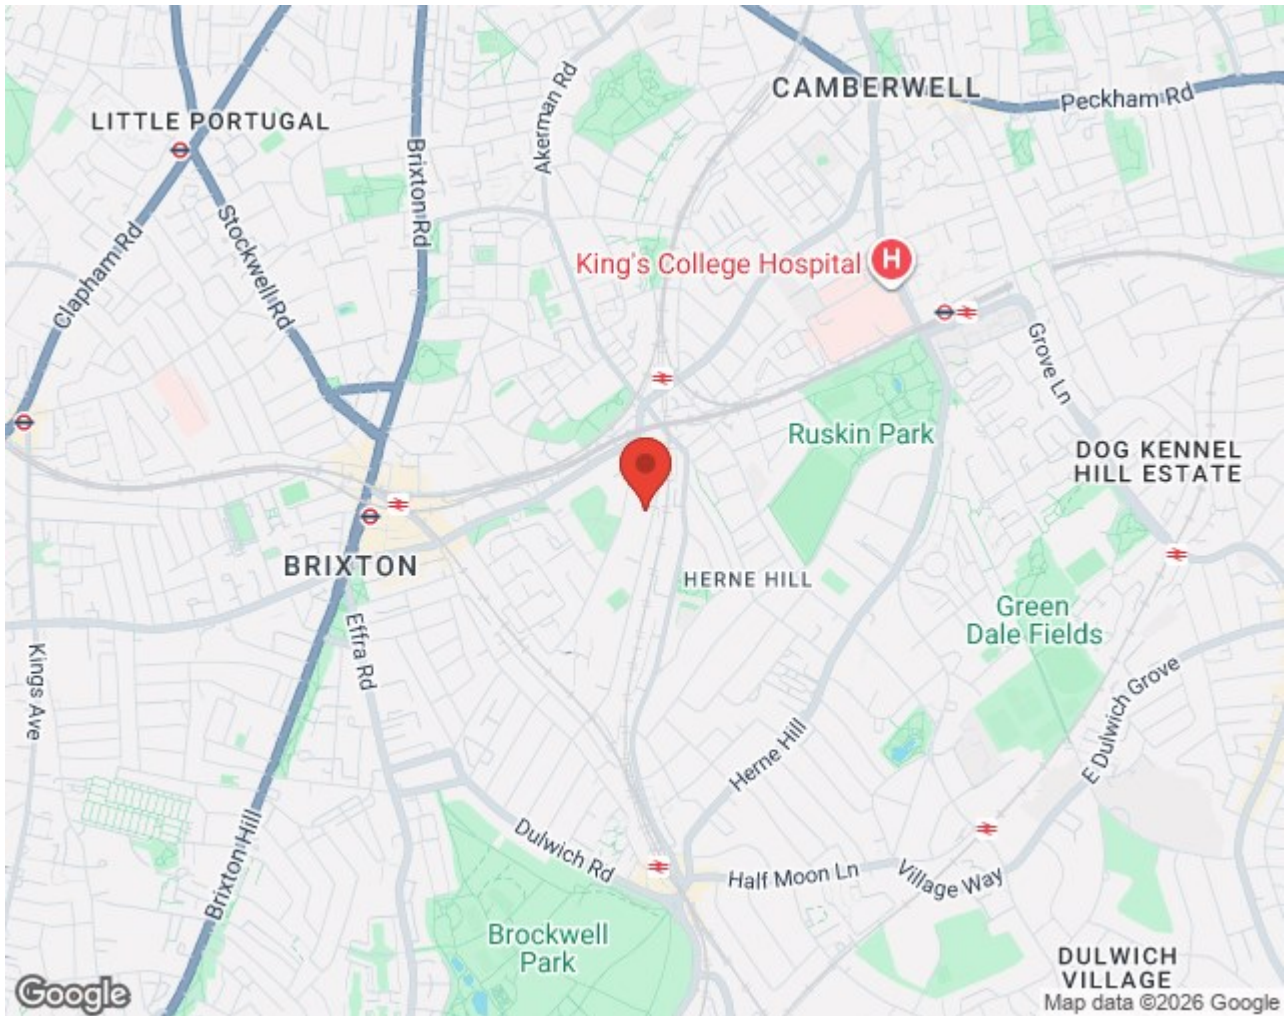 CAMBERWELL
Peckham Rd
LITTLE PORTUGAL
Akerman Rd
Brixton Rd
Stockwell Rd
Clapham Rd
King's College Hospital
H
Grove Ln
Ruskin Park
DOG KENNEL
HILL ESTATE
BRIXTON
HERNE HILL
Green
Dale Fields
Effra Rd
Kings Ave
E Dulwich Grove
Herne Hill
Brixton Hill
Dulwich Rd
Half Moon Ln
Village Way
Brockwell
Park
DULWICH
VILLAGE
Google
Map data ©2026 Google